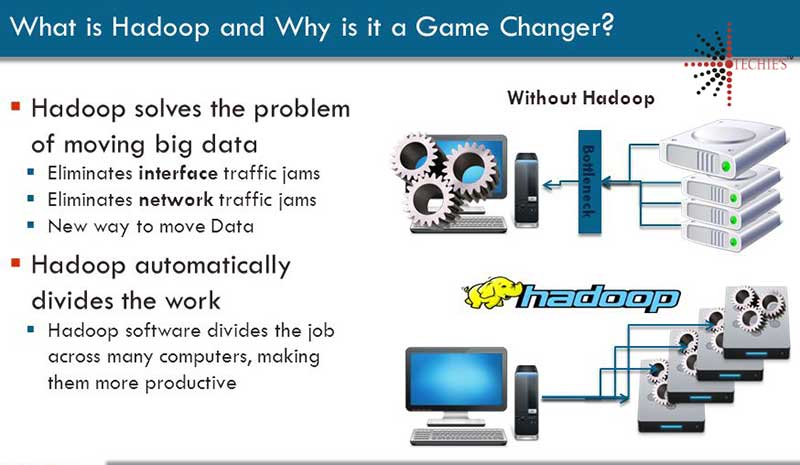 What is Hadoop and Why is it a Game Changer?
TECHIE'S
TM
Hadoop solves the problem
of moving big data
Eliminates interface traffic jams
Eliminates network traffic jams
New way to move Data
Hadoop automatically
divides the work
Hadoop software divides the job
across many computers, making
them more productive
Without Hadoop
Bottleneck
hadoop